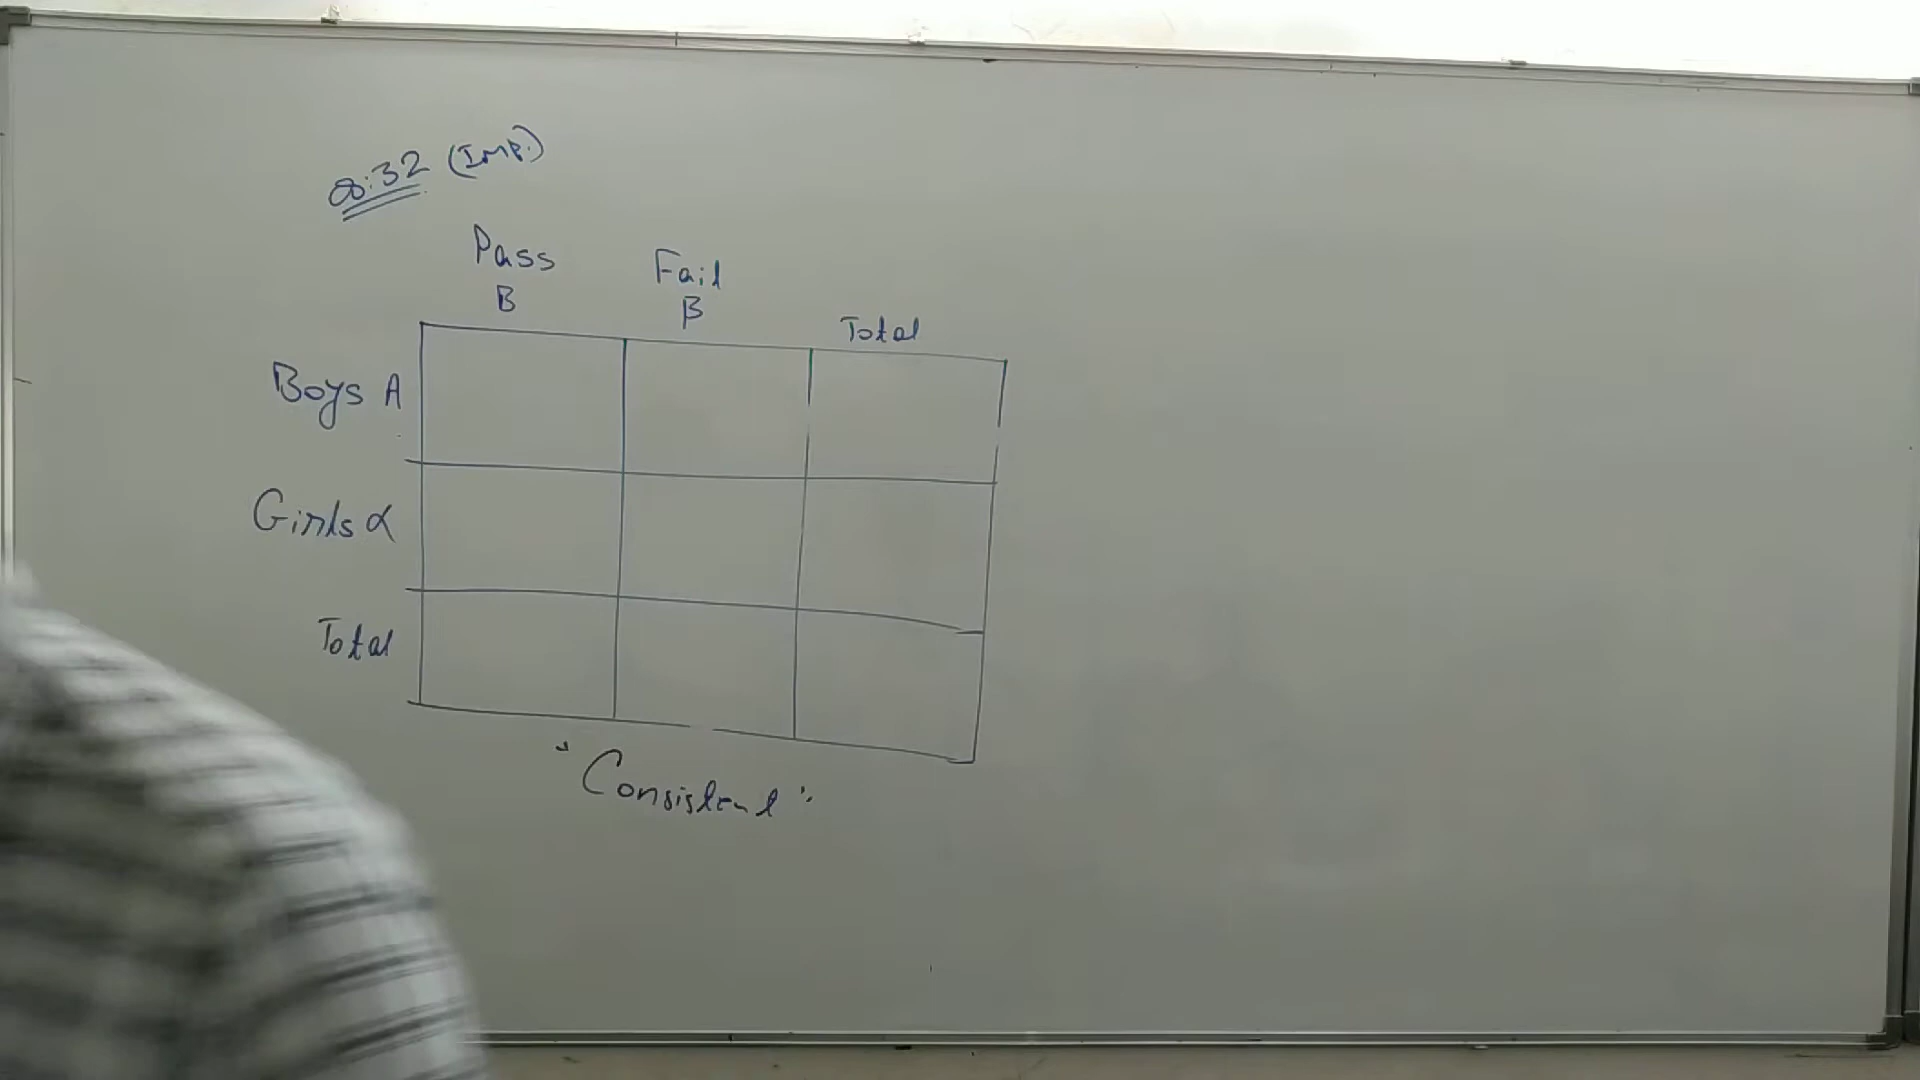 Q:32 (Imp.)
Pass Fail
B β Total
Boys A
Girls α
Total
"Consistent"